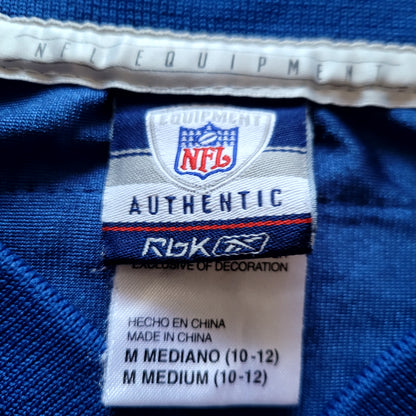 NFL EQUIPMENT
EQUIPMENT
NFL
AUTHENTIC
RBK
EXCLUSIVE OF DECORATION
HECHO EN CHINA
MADE IN CHINA
M MEDIANO (10-12)
M MEDIUM (10-12)